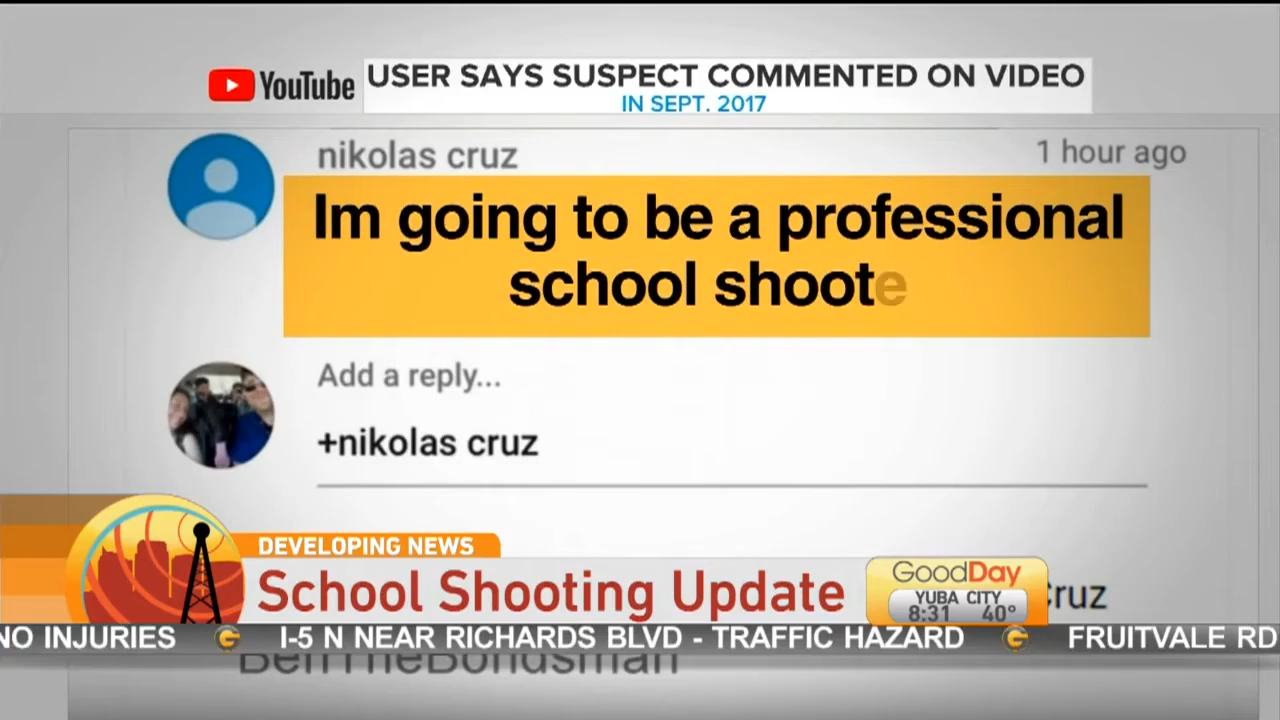 YouTube
USER SAYS SUSPECT COMMENTED ON VIDEO
IN SEPT. 2017
nikolas cruz
1 hour ago
Im going to be a professional
school shoote
Add a reply...
+nikolas cruz
DEVELOPING NEWS
School Shooting Update
GoodDay
YUBA CITY
8:31 40°
Cruz
NO INJURIES I-5 N NEAR RICHARDS BLVD - TRAFFIC HAZARD FRUITVALE RD
BenTheBondsman